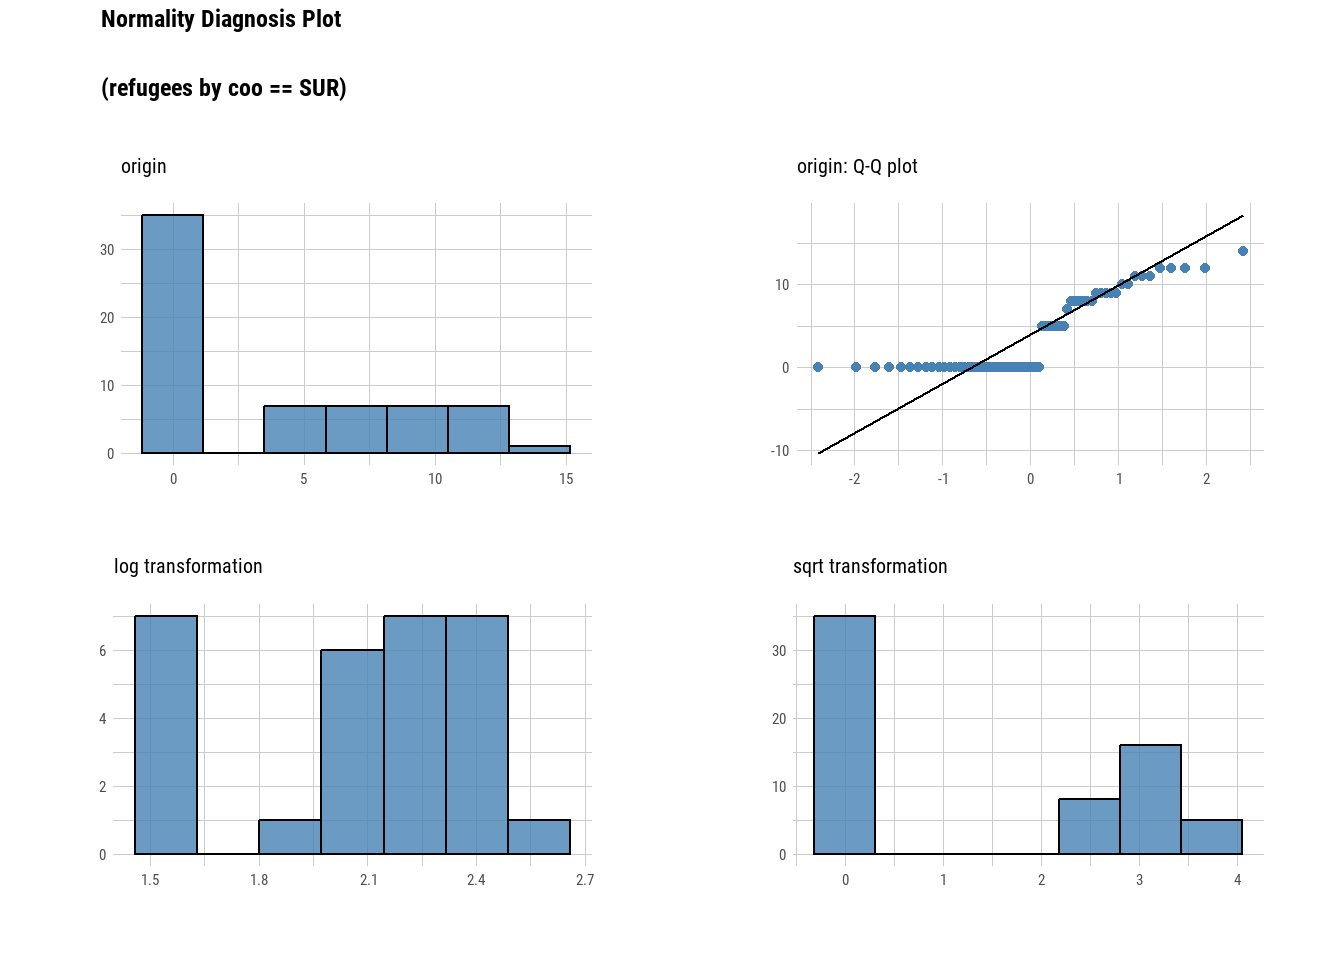 Normality Diagnosis Plot
(refugees by coo == SUR)
origin
30
20
10
0
0 5 10 15
origin: Q-Q plot
10
0
-10
-2 -1 0 1 2
log transformation
6
4
2
0
1.5 1.8 2.1 2.4 2.7
sqrt transformation
30
20
10
0
0 1 2 3 4